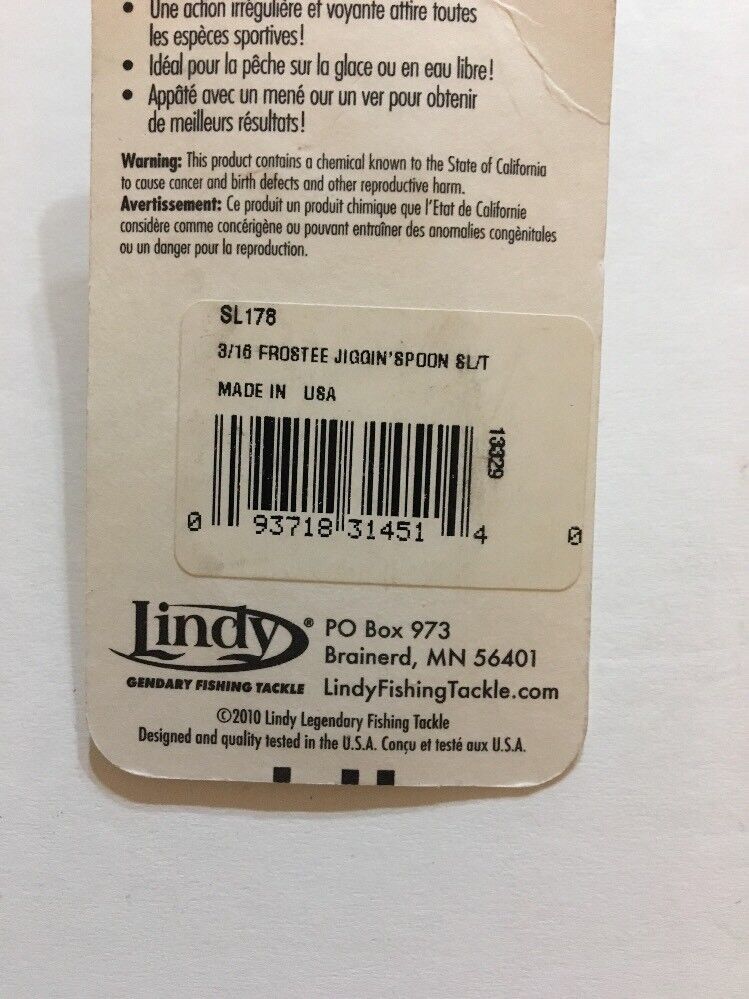 • Une action irrégulière et voyante attire toutes
les espèces sportives!
• Idéal pour la pêche sur la glace ou en eau libre!
• Appâté avec un mené our un ver pour obtenir
de meilleurs résultats!
Warning: This product contains a chemical known to the State of California
to cause cancer and birth defects and other reproductive harm.
Avertissement: Ce produit un produit chimique que l'Etat de Californie
considère comme concérigène ou pouvant entraîner des anomalies congènitales
ou un danger pour la reproduction.
SL178
3/16 FROSTEE JIGGIN'SPOON SL/T
MADE IN USA
13329
0 93718 31451 4 0
Lindy® PO Box 973
Brainerd, MN 56401
GENDARY FISHING TACKLE LindyFishingTackle.com
©2010 Lindy Legendary Fishing Tackle
Designed and quality tested in the U.S.A. Conçu et testé aux U.S.A.